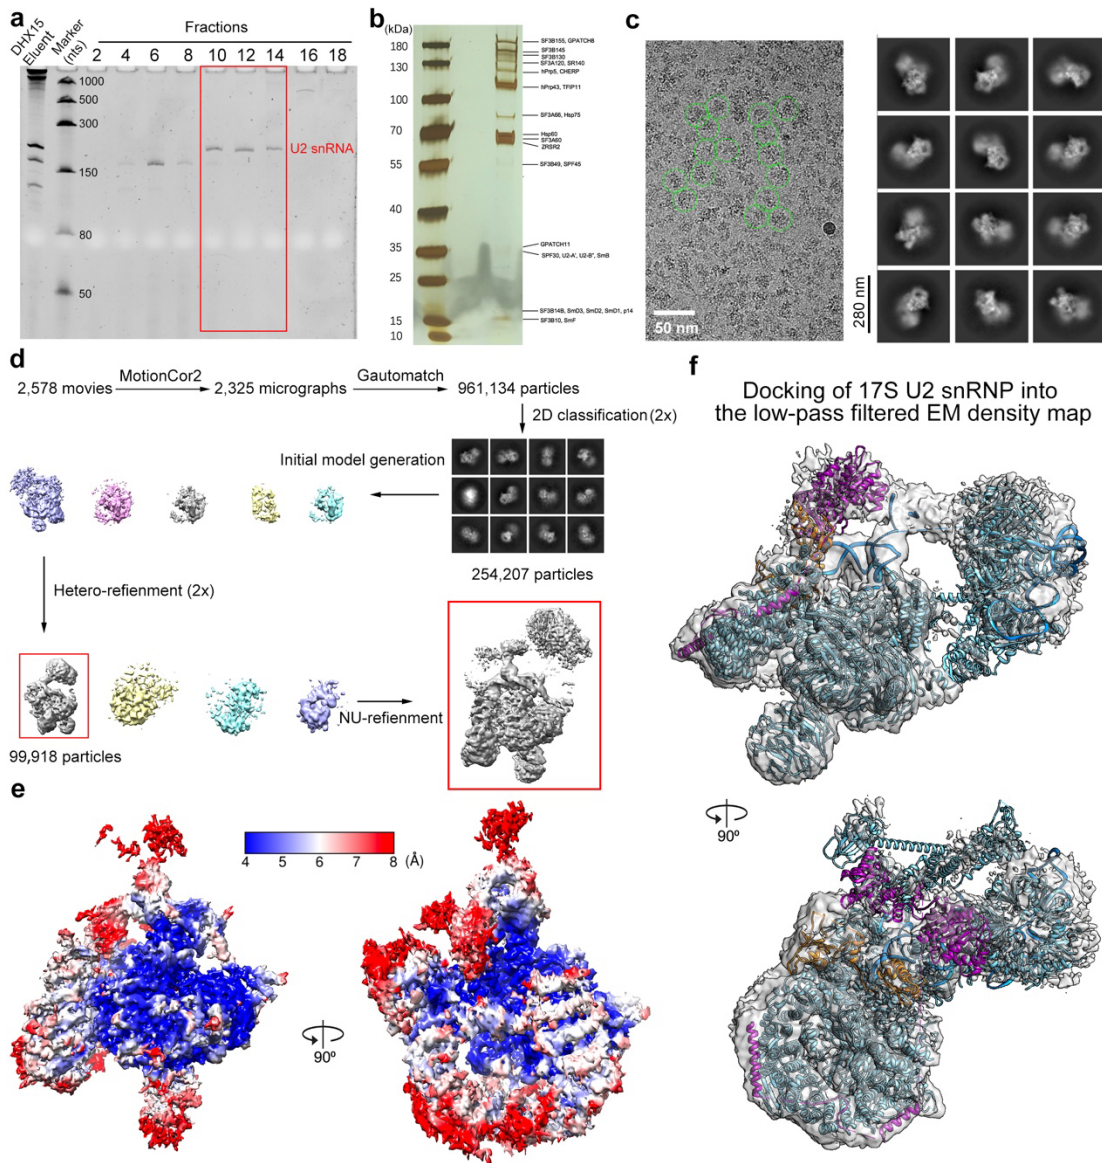 a
DHX15
Eluent
Marker
(nts)
Fractions
2 4 6 8 10 12 14 16 18
1000
500
300
150
80
50
U2 snRNA
b
(kDa)
180
130
100
70
55
40
35
25
15
10
SF3B155, GPATCH8
SF3B145
SF3B130
SF3A120, SR140
hPrp5, CHERP
hPrp43, TFIP11
SF3A66, Hsp75
Hsp60
SF3A60
ZRSR2
SF3B49, SPF45
GPATCH11
SPF30, U2-A', U2-B", SmB
SF3B14B, SmD3, SmD2, SmD1, p14
SF3B10, SmF
c
50 nm
280 nm
d
2,578 movies
MotionCor2
2,325 micrographs
Gautomatch
961,134 particles
2D classification (2x)
Initial model generation
254,207 particles
Hetero-refienment (2x)
99,918 particles
NU-refienment
e
4 5 6 7 8 (Å)
90º
f
Docking of 17S U2 snRNP into
the low-pass filtered EM density map
90º